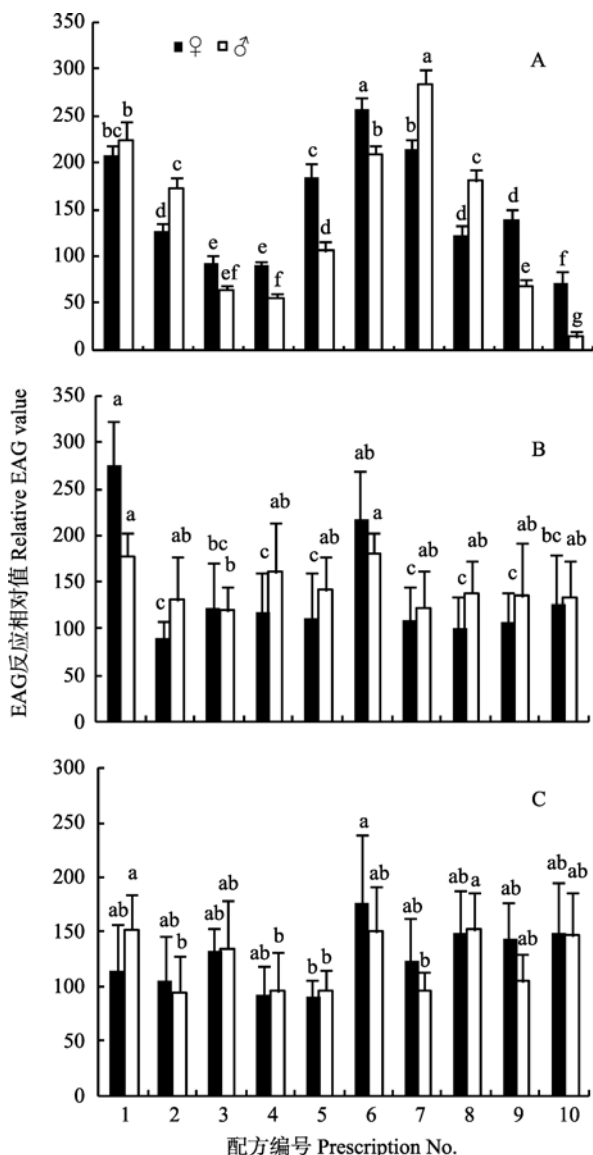 350
♀ ♂ A
300
250
200
150
100
50
0
bc b d c e ef e f c d a b b a d c d e f g
350
B
300
250
200
150
100
50
0
a a c ab bc b c ab c ab ab a c ab c ab c ab bc ab
300
C
250
200
150
100
50
0
ab a ab b ab ab ab b b b a ab ab b ab a ab ab ab ab
1 2 3 4 5 6 7 8 9 10
EAG反应相对值 Relative EAG value
配方编号 Prescription No.